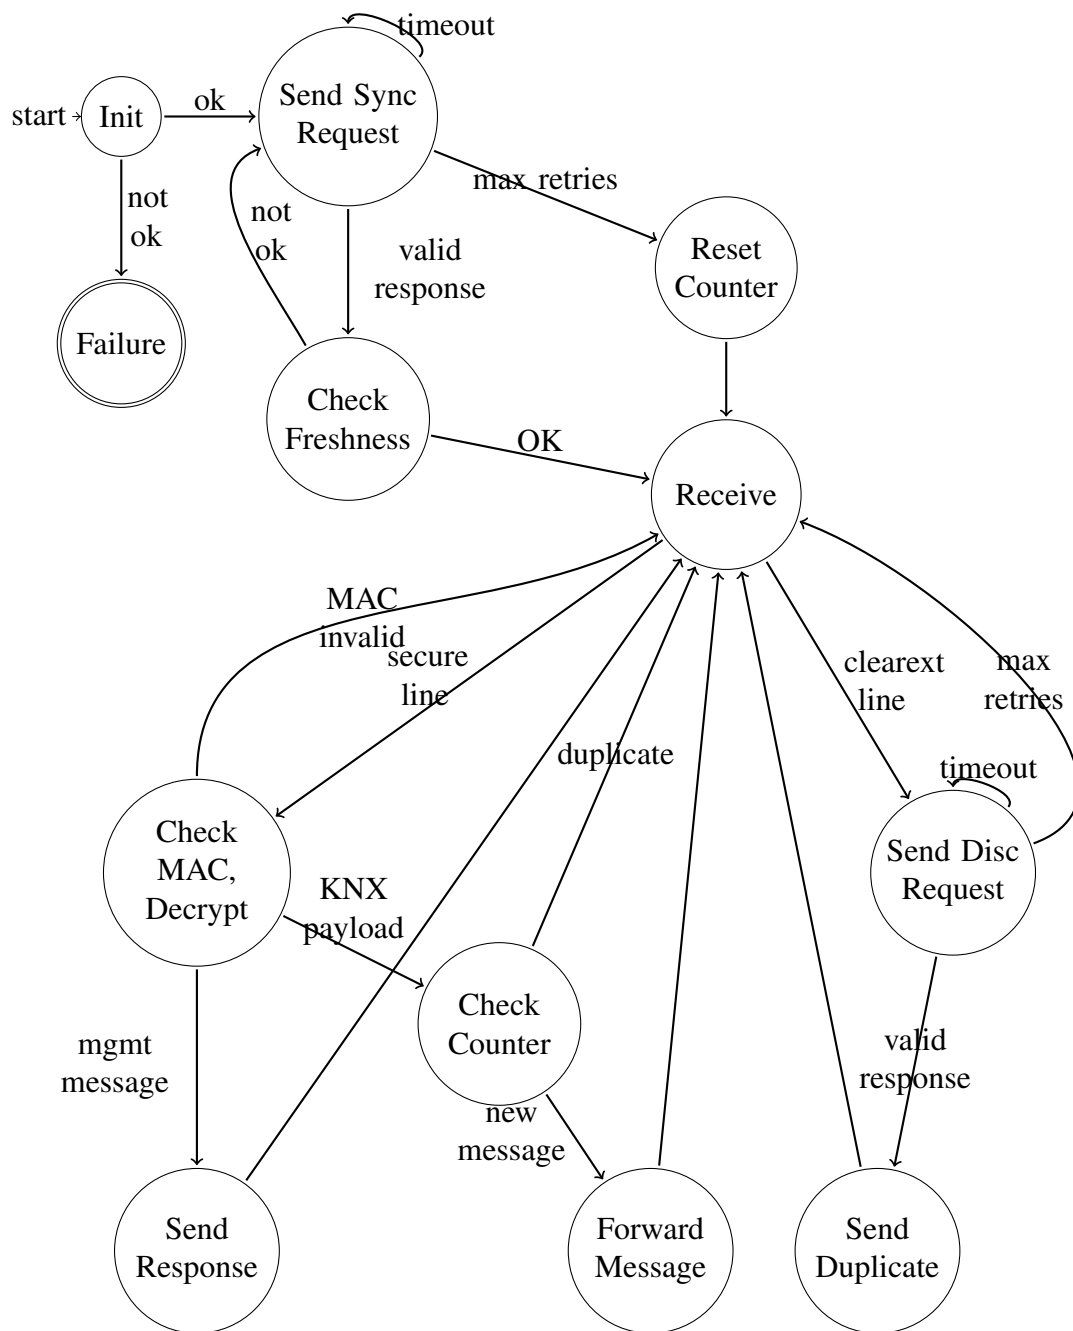 timeout
start
Init
ok
Send Sync
Request
not
ok
not
ok
max retries
valid
response
Reset
Counter
Failure
Check
Freshness
OK
Receive
MAC
invalid
secure
line
clearext
line
max
retries
duplicate
timeout
Check
MAC,
Decrypt
KNX
payload
Send Disc
Request
Check
Counter
mgmt
message
valid
response
new
message
Send
Response
Forward
Message
Send
Duplicate